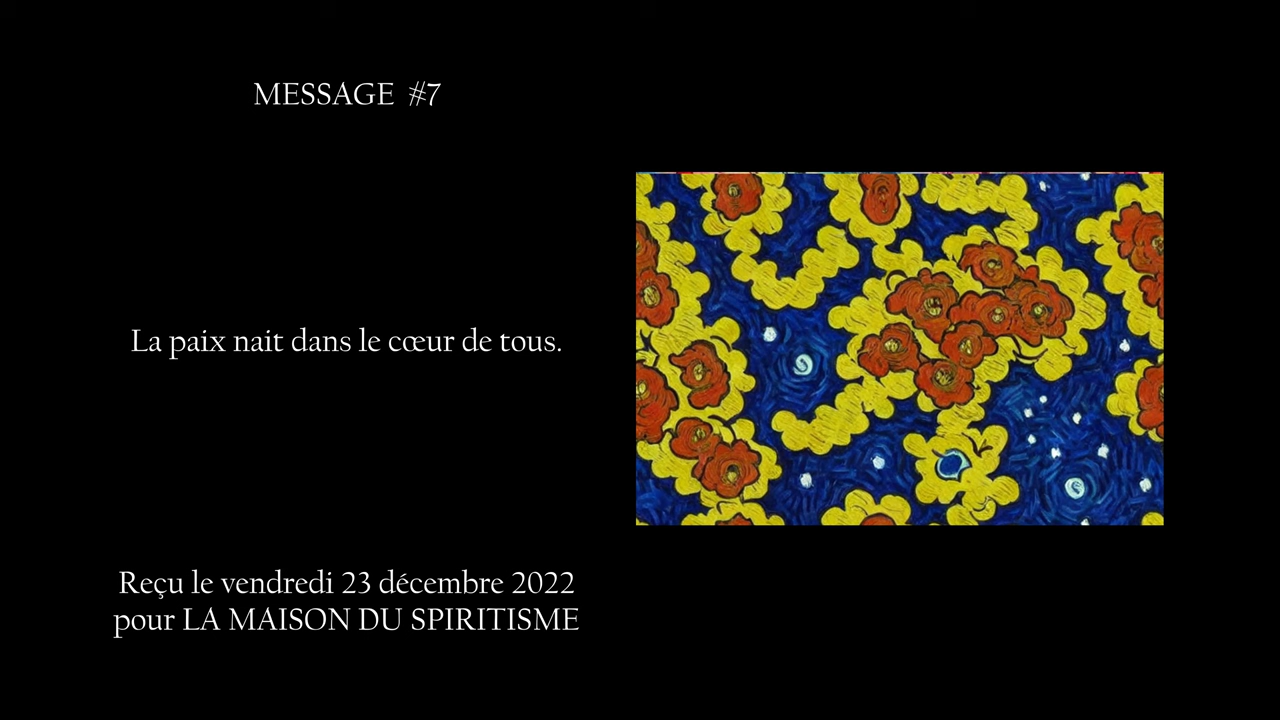 MESSAGE #7
La paix nait dans le cœur de tous.
Reçu le vendredi 23 décembre 2022
pour LA MAISON DU SPIRITISME